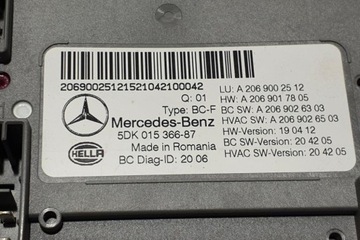 20690025121521042100042
Q: 01
Type: BC-F
Mercedes-Benz
5DK 015 366-87
Made in Romania
BC Diag-ID: 20 06
HELLA
LU: A 206 900 25 12
HW: A 206 901 78 05
BC SW: A 206 902 63 03
HVAC SW: A 206 902 65 03
HW-Version: 19 04 12
BC SW-Version: 20 42 05
HVAC SW-Version: 20 42 05